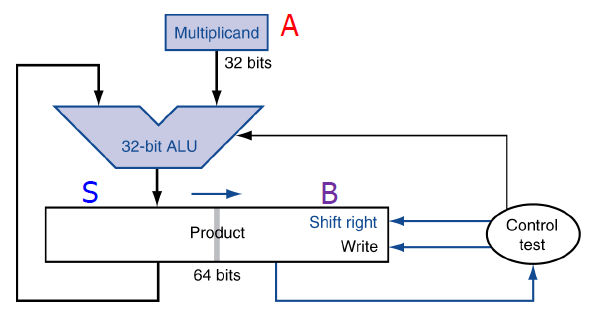 Multiplicand A
32 bits
32-bit ALU
S
B
Product
Shift right
Write
64 bits
Control
test